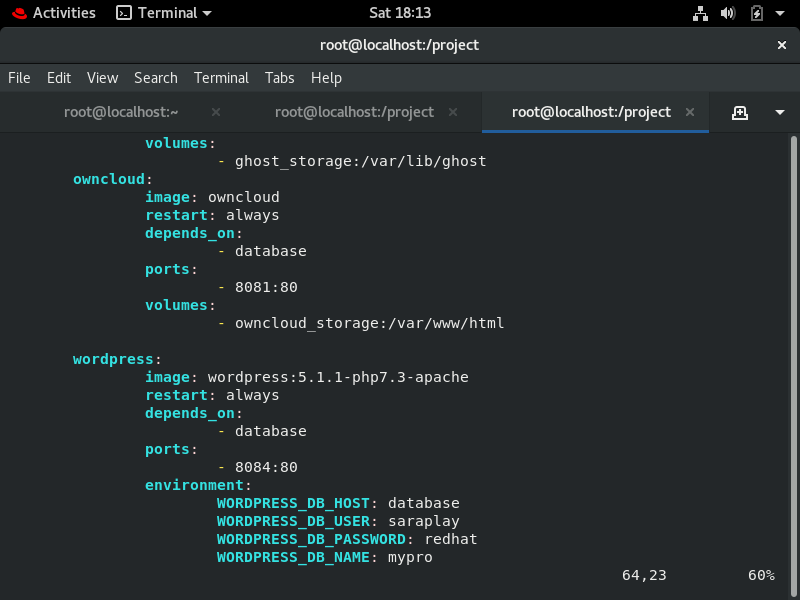 Activities Terminal Sat 18:13
root@localhost:/project ×
File Edit View Search Terminal Tabs Help
root@localhost:~ × root@localhost:/project × root@localhost:/project ×
volumes:
- ghost_storage:/var/lib/ghost
owncloud:
image: owncloud
restart: always
depends_on:
- database
ports:
- 8081:80
volumes:
- owncloud_storage:/var/www/html
wordpress:
image: wordpress:5.1.1-php7.3-apache
restart: always
depends_on:
- database
ports:
- 8084:80
environment:
WORDPRESS_DB_HOST: database
WORDPRESS_DB_USER: saraplay
WORDPRESS_DB_PASSWORD: redhat
WORDPRESS_DB_NAME: mypro
64,23 60%